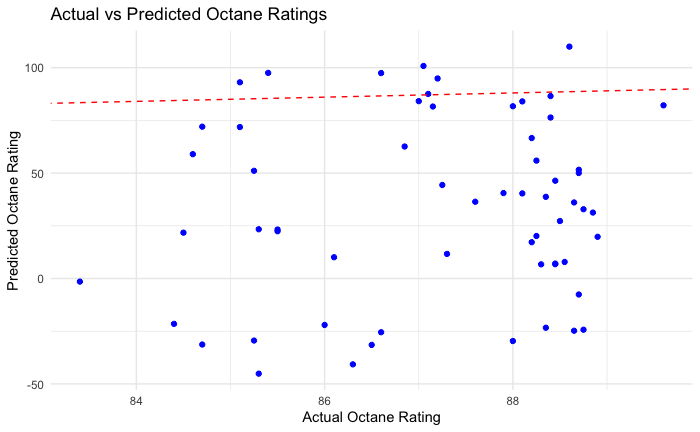 Actual vs Predicted Octane Ratings
100
50
0
-50
Predicted Octane Rating
84
86
88
Actual Octane Rating